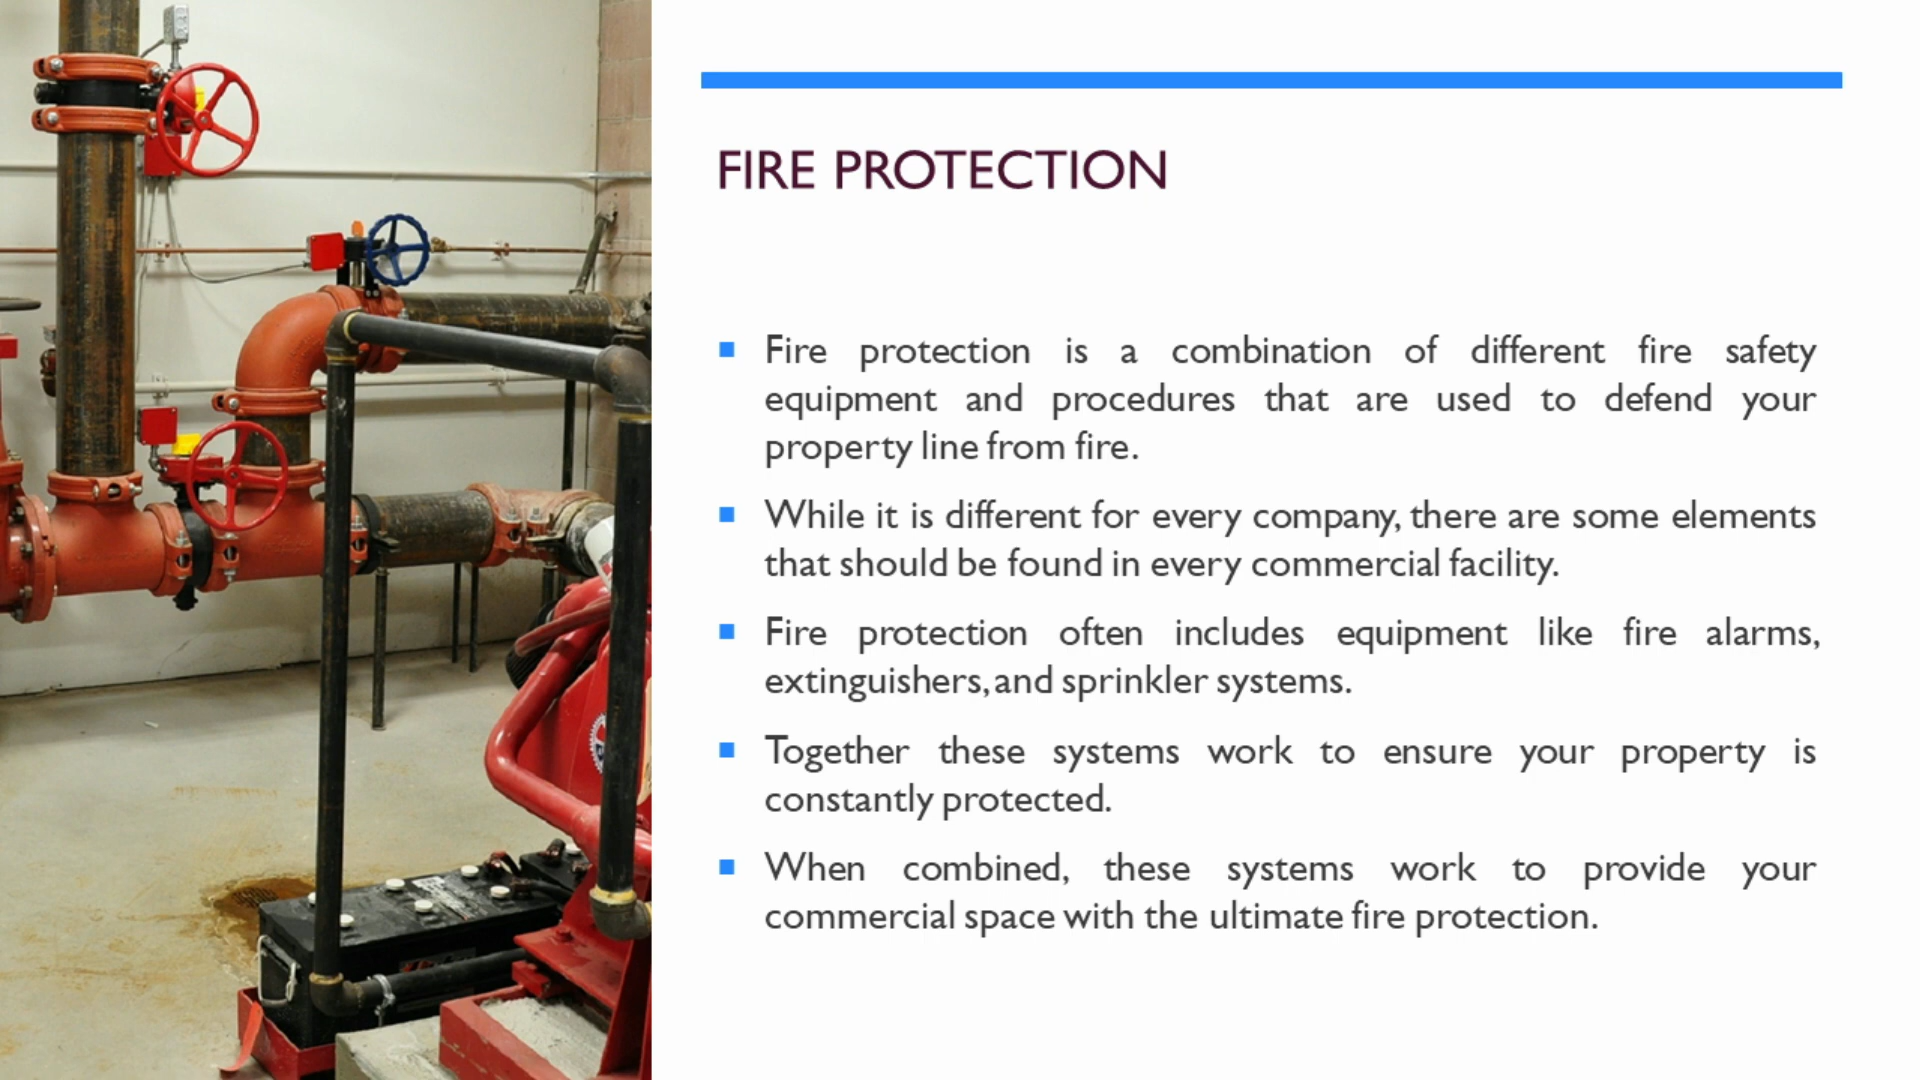 FIRE PROTECTION
Fire protection is a combination of different fire safety
equipment and procedures that are used to defend your
property line from fire.
While it is different for every company, there are some elements
that should be found in every commercial facility.
Fire protection often includes equipment like fire alarms,
extinguishers, and sprinkler systems.
Together these systems work to ensure your property is
constantly protected.
When combined, these systems work to provide your
commercial space with the ultimate fire protection.